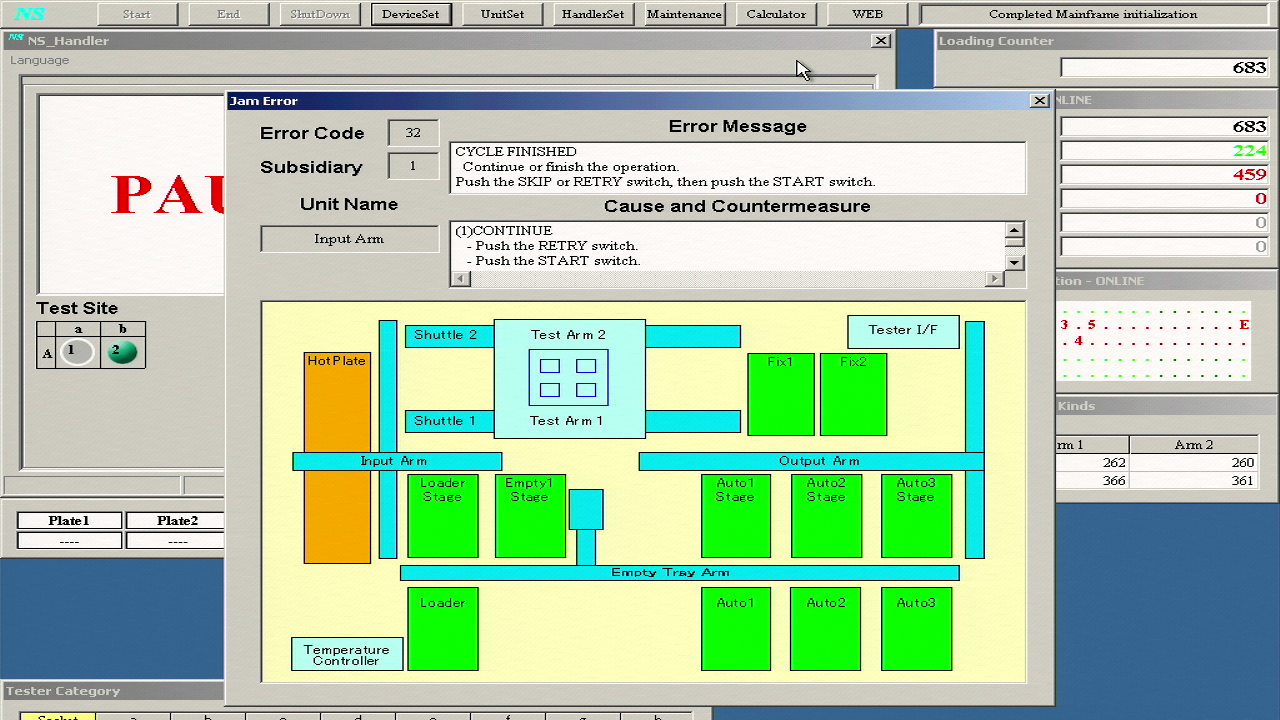 NS Start End ShutDown DeviceSet UnitSet HandlerSet Maintenance Calculator WEB Completed Mainframe initialization
NS NS_Handler
Language
Loading Counter
683
Jam Error
Error Code 32
Subsidiary 1
Unit Name
Input Arm
Error Message
CYCLE FINISHED
Continue or finish the operation.
Push the SKIP or RETRY switch, then push the START switch.
Cause and Countermeasure
(1)CONTINUE
- Push the RETRY switch.
- Push the START switch.
PAU
Test Site
a b
A 1 2
NLINE
683
224
459
0
0
0
tion - ONLINE
3 . 5 . . . . . . . . E
. 4
Kinds
rm 1 Arm 2
262 260
366 361
HotPlate
Shuttle 2
Test Arm 2
Tester I/F
Fix1 Fix2
Shuttle 1
Test Arm 1
Input Arm
Output Arm
Loader
Stage
Empty1
Stage
Auto1
Stage
Auto2
Stage
Auto3
Stage
Empty Tray Arm
Loader
Auto1 Auto2 Auto3
Temperature
Controller
Plate1 Plate2
---- ----
Tester Category